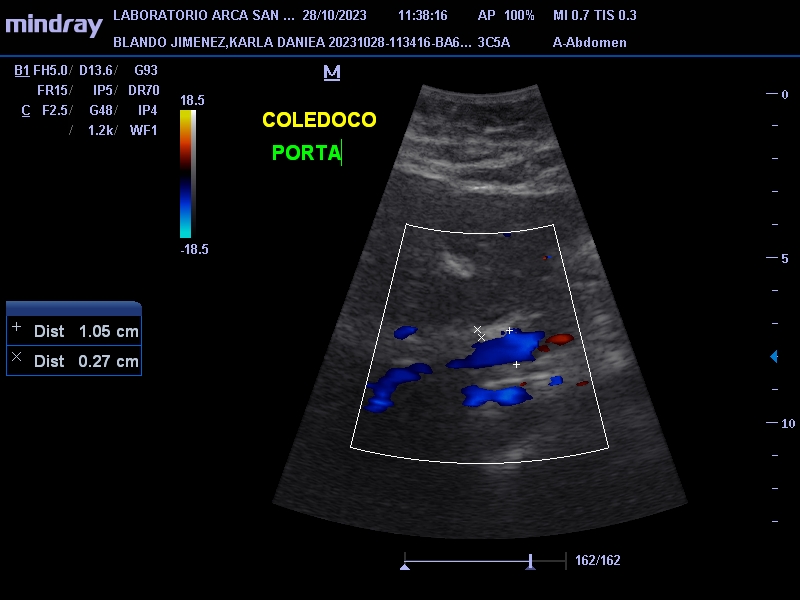 mindray LABORATORIO ARCA SAN ... 28/10/2023 11:38:16 AP 100% MI 0.7 TIS 0.3
BLANDO JIMENEZ,KARLA DANIEA 20231028-113416-BA6... 3C5A A-Abdomen
B1 FH5.0/ D13.6/ G93
FR15/ IP5/ DR70
C F2.5/ G48/ IP4
/ 1.2k/ WF1
M
18.5
-18.5
COLEDOCO
PORTA
0
5
10
+ Dist 1.05 cm
× Dist 0.27 cm
162/162